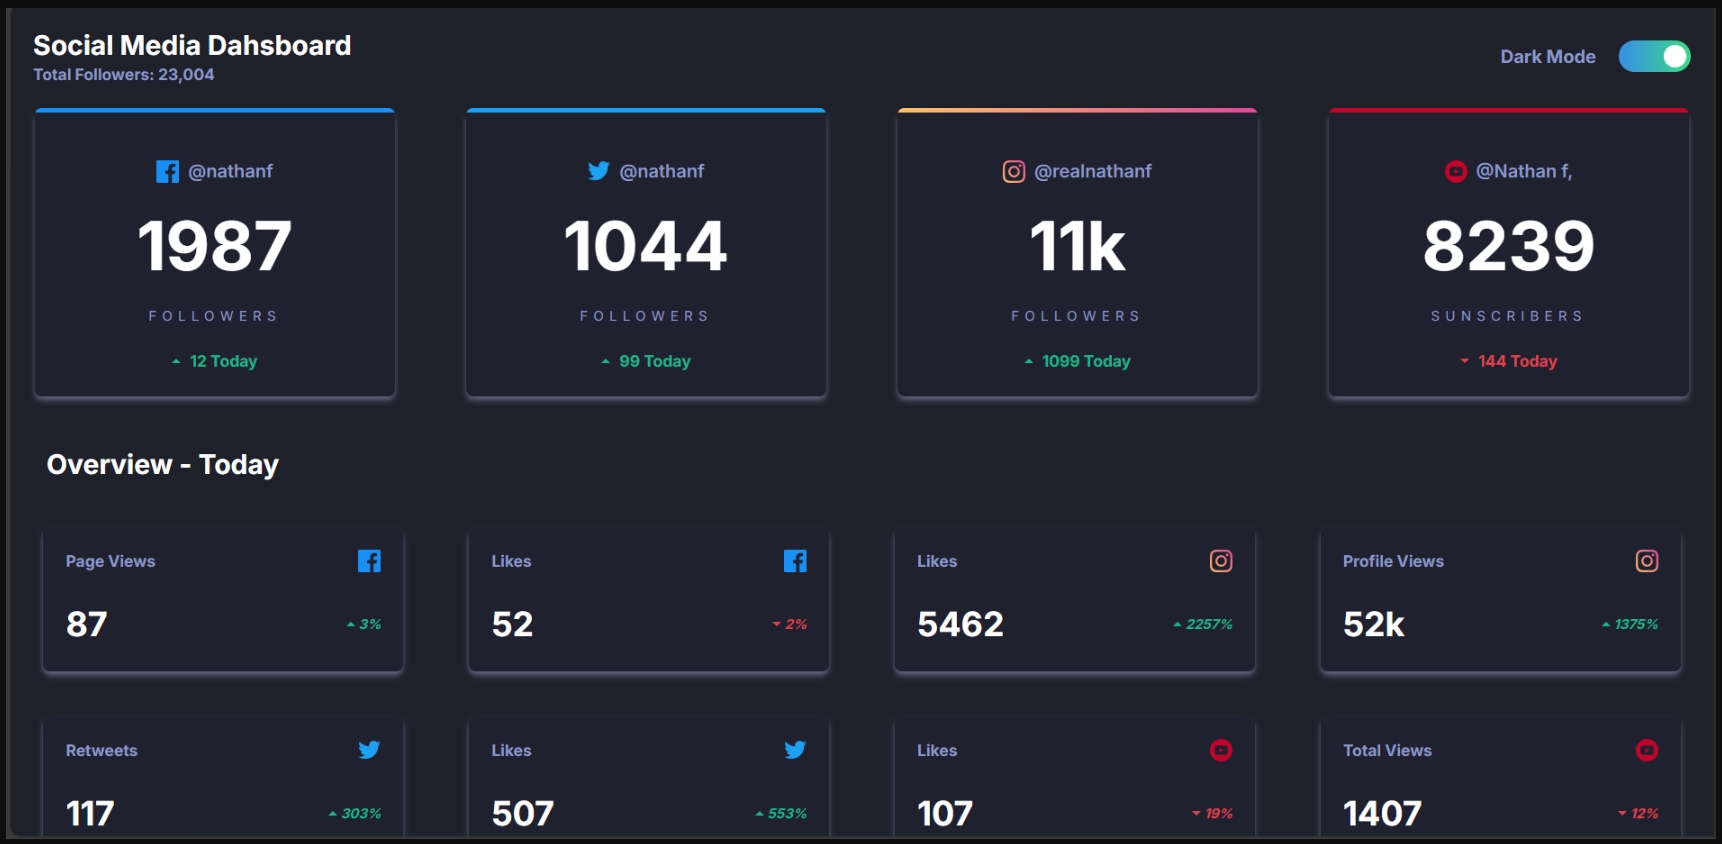 Social Media Dahsboard
Total Followers: 23,004
Dark Mode
@nathanf
1987
FOLLOWERS
12 Today
@nathanf
1044
FOLLOWERS
99 Today
@realnathanf
11k
FOLLOWERS
1099 Today
@Nathan f,
8239
SUNSCRIBERS
144 Today
Overview - Today
Page Views
87
3%
Likes
52
2%
Likes
5462
2257%
Profile Views
52k
1375%
Retweets
117
303%
Likes
507
553%
Likes
107
19%
Total Views
1407
12%